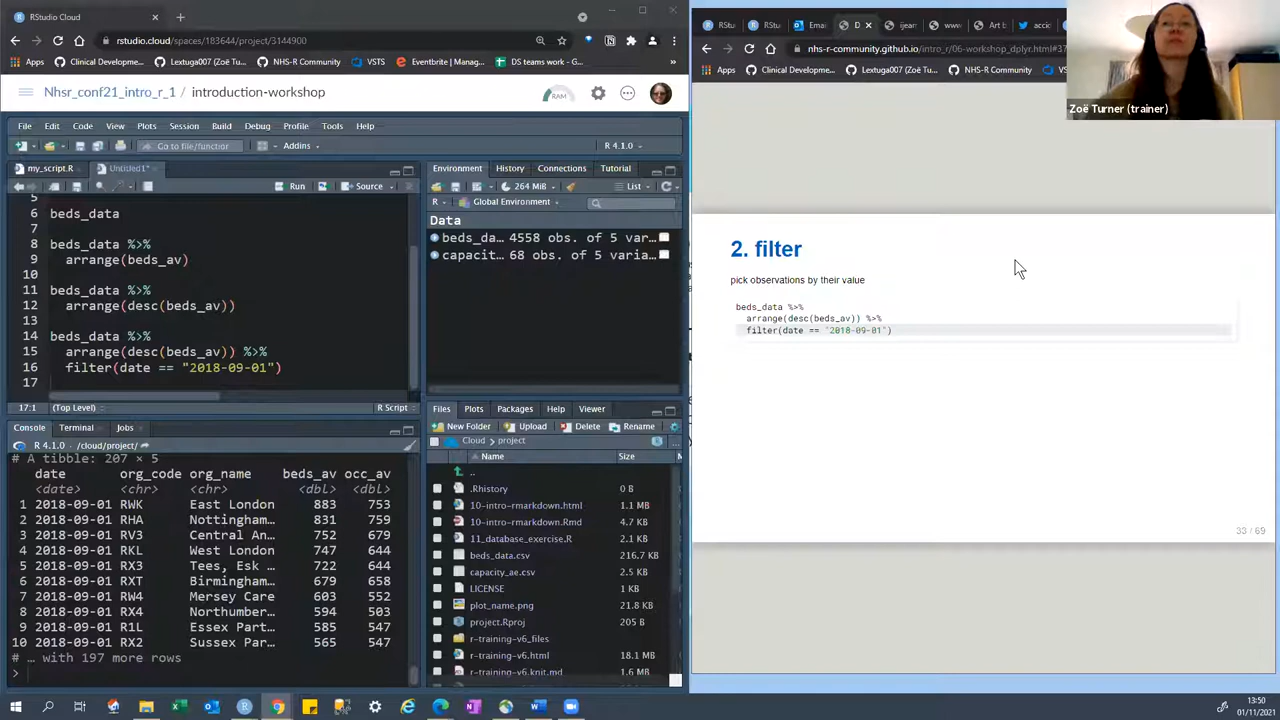 RStudio Cloud
rstudio.cloud/spaces/183644/project/3144900
Apps
Clinical Developme...
Lextuga007 (Zoë Tu...
NHS-R Community
VSTS
Eventbrite | Manag...
DS teams work - G...
Nhsr_conf21_intro_r_1 / introduction-workshop
RAM
File Edit Code View Plots Session Build Debug Profile Tools Help
Go to file/function
Addins
R 4.1.0
my_script.R
Untitled1*
Run
Source
5
6 beds_data
7
8 beds_data %>%
9 arrange(beds_av)
10
11 beds_data %>%
12 arrange(desc(beds_av))
13
14 beds_data %>%
15 arrange(desc(beds_av)) %>%
16 filter(date == "2018-09-01")
17
17:1 (Top Level) R Script
Console Terminal Jobs
R 4.1.0 · /cloud/project/
# A tibble: 207 × 5
date org_code org_name beds_av occ_av
<date> <chr> <chr> <dbl> <dbl>
1 2018-09-01 RWK East London 883 753
2 2018-09-01 RHA Nottingham… 831 759
3 2018-09-01 RV3 Central An… 752 679
4 2018-09-01 RKL West London 747 644
5 2018-09-01 RX3 Tees, Esk … 722 644
6 2018-09-01 RXT Birmingham… 679 658
7 2018-09-01 RW4 Mersey Care 603 552
8 2018-09-01 RX4 Northumber… 594 503
9 2018-09-01 R1L Essex Part… 585 547
10 2018-09-01 RX2 Sussex Par… 565 547
# … with 197 more rows
>
Environment History Connections Tutorial
264 MiB
List
R Global Environment
Data
beds_da… 4558 obs. of 5 var…
capacit… 68 obs. of 5 varia…
Files Plots Packages Help Viewer
New Folder Upload Delete Rename
Cloud > project
Name Size
..
.Rhistory 0 B
10-intro-rmarkdown.html 1.1 MB
10-intro-rmarkdown.Rmd 4.7 KB
11_database_exercise.R 2.1 KB
beds_data.csv 216.7 KB
capacity_ae.csv 2.5 KB
LICENSE 1 KB
plot_name.png 21.8 KB
project.Rproj 205 B
r-training-v6_files
r-training-v6.html 18.1 MB
r-training-v6.knit.md 1.6 MB
RStu
RStu
Emai
D
ijeam
www
Art b
accio
nhs-r-community.github.io/intro_r/06-workshop_dplyr.html#37
Apps
Clinical Developme...
Lextuga007 (Zoë Tu...
NHS-R Community
Zoë Turner (trainer)
2. filter
pick observations by their value
beds_data %>%
arrange(desc(beds_av)) %>%
filter(date == "2018-09-01")
33 / 69
13:50
01/11/2021